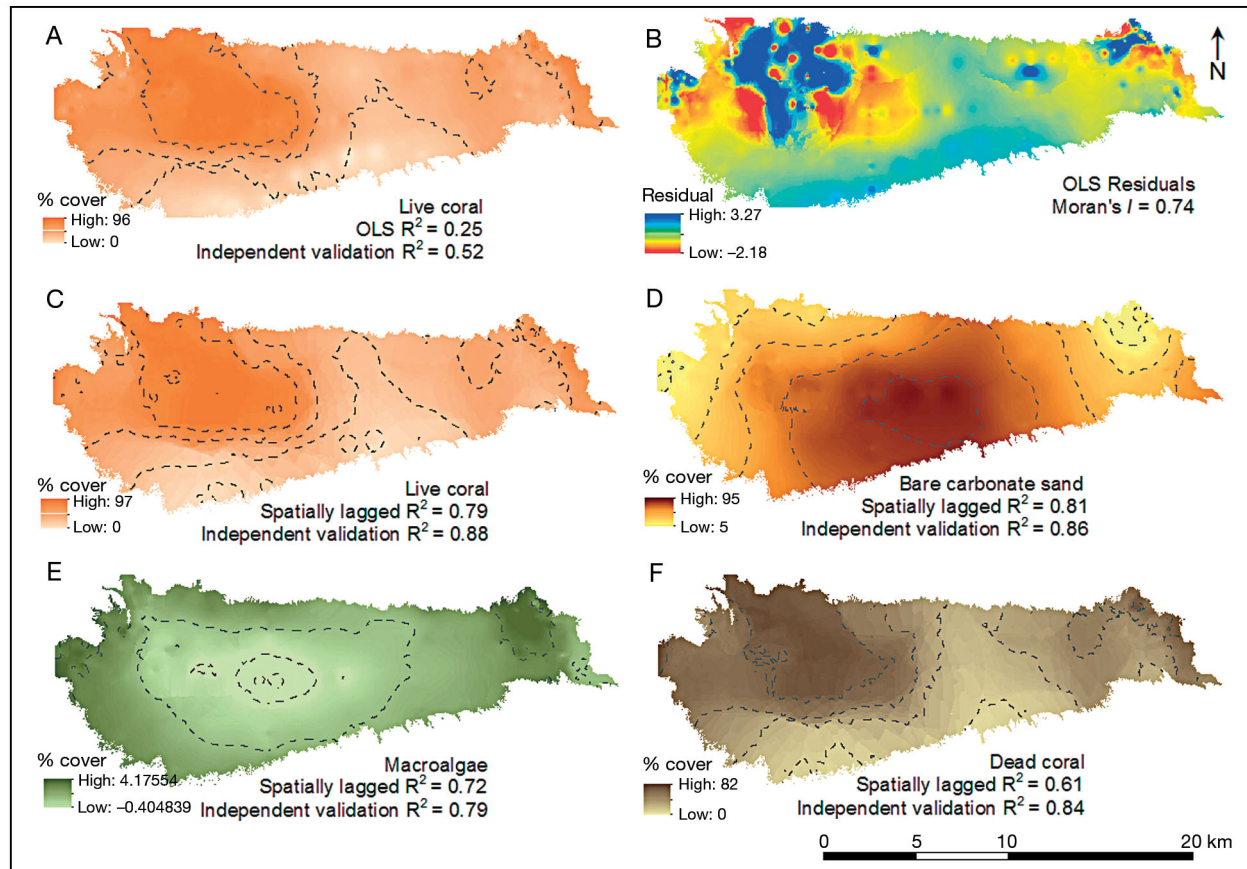 A
% cover
High: 96
Low: 0
Live coral
OLS R² = 0.25
Independent validation R² = 0.52
B
N
Residual
High: 3.27
Low: –2.18
OLS Residuals
Moran's I = 0.74
C
% cover
High: 97
Low: 0
Live coral
Spatially lagged R² = 0.79
Independent validation R² = 0.88
D
% cover
High: 95
Low: 5
Bare carbonate sand
Spatially lagged R² = 0.81
Independent validation R² = 0.86
E
% cover
High: 4.17554
Low: –0.404839
Macroalgae
Spatially lagged R² = 0.72
Independent validation R² = 0.79
F
% cover
High: 82
Low: 0
Dead coral
Spatially lagged R² = 0.61
Independent validation R² = 0.84
0 5 10 20 km